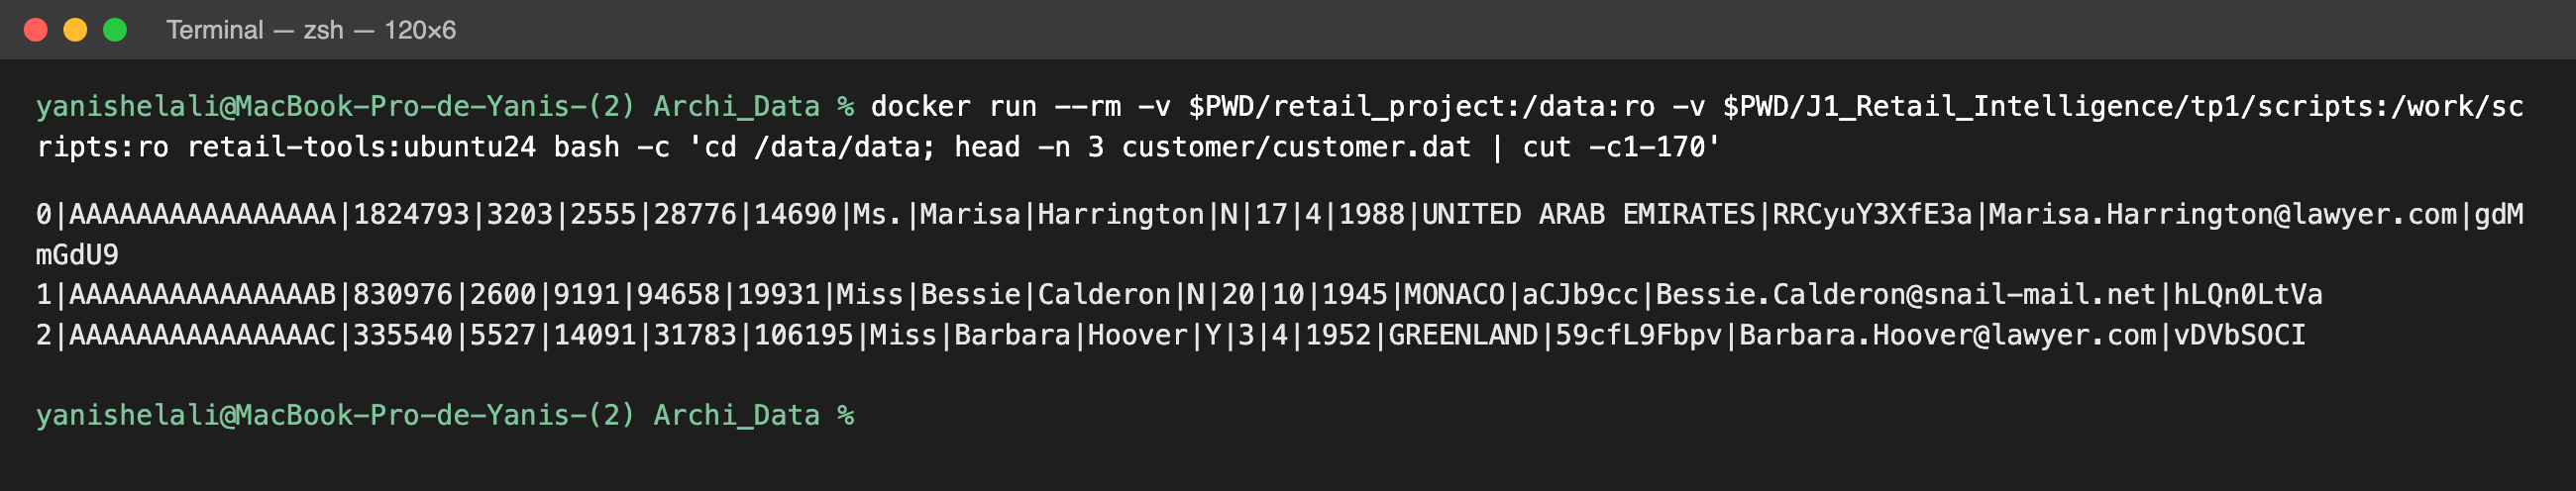 Terminal — zsh — 120×6
yanishelali@MacBook-Pro-de-Yanis-(2) Archi_Data % docker run --rm -v $PWD/retail_project:/data:ro -v $PWD/J1_Retail_Intelligence/tp1/scripts:/work/sc
ripts:ro retail-tools:ubuntu24 bash -c 'cd /data/data; head -n 3 customer/customer.dat | cut -c1-170'
0|AAAAAAAAAAAAAAAA|1824793|3203|2555|28776|14690|Ms.|Marisa|Harrington|N|17|4|1988|UNITED ARAB EMIRATES|RRCyuY3XfE3a|Marisa.Harrington@lawyer.com|gdM
mGdU9
1|AAAAAAAAAAAAAAAB|830976|2600|9191|94658|19931|Miss|Bessie|Calderon|N|20|10|1945|MONACO|aCJb9cc|Bessie.Calderon@snail-mail.net|hLQn0LtVa
2|AAAAAAAAAAAAAAAC|335540|5527|14091|31783|106195|Miss|Barbara|Hoover|Y|3|4|1952|GREENLAND|59cfL9Fbpv|Barbara.Hoover@lawyer.com|vDVbSOCI
yanishelali@MacBook-Pro-de-Yanis-(2) Archi_Data %